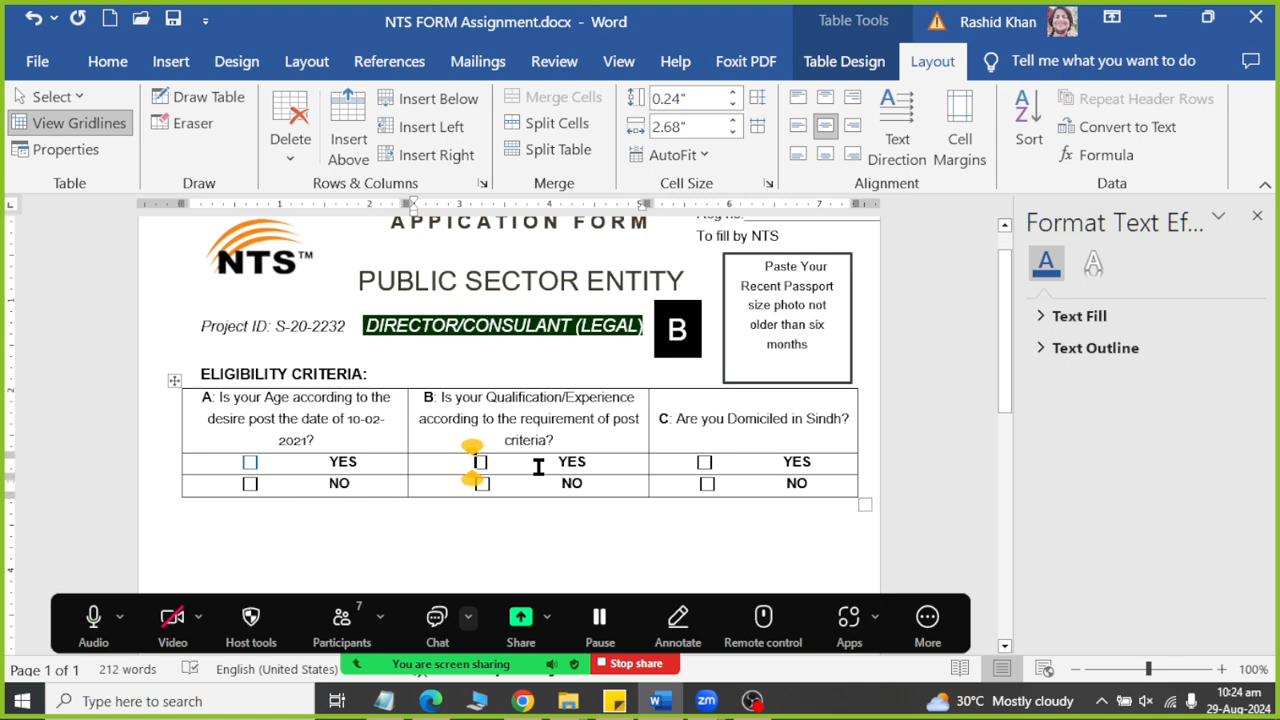 NTS FORM Assignment.docx - Word
Table Tools
Rashid Khan
File Home Insert Design Layout References Mailings Review View Help Foxit PDF Table Design Layout Tell me what you want to do
Select
View Gridlines
Properties
Table
Draw Table
Eraser
Draw
Delete
Insert
Above
Insert Below
Insert Left
Insert Right
Rows & Columns
Merge Cells
Split Cells
Split Table
Merge
0.24"
2.68"
AutoFit
Cell Size
Text
Direction
Cell
Margins
Alignment
Sort
Repeat Header Rows
Convert to Text
Formula
Data
1 2 3 4 5 6 7
Format Text Ef...
Text Fill
Text Outline
APPICATION FORM
To fill by NTS
NTS™
PUBLIC SECTOR ENTITY
Project ID: S-20-2232
DIRECTOR/CONSULANT (LEGAL)
B
Paste Your
Recent Passport
size photo not
older than six
months
ELIGIBILITY CRITERIA:
A: Is your Age according to the
desire post the date of 10-02-
2021?
B: Is your Qualification/Experience
according to the requirement of post
criteria?
C: Are you Domiciled in Sindh?
YES YES YES
NO NO NO
7
Audio Video Host tools Participants Chat Share Pause Annotate Remote control Apps More
You are screen sharing Stop share
Page 1 of 1 212 words English (United States) 100%
Type here to search
30°C Mostly cloudy
10:24 am
29-Aug-2024